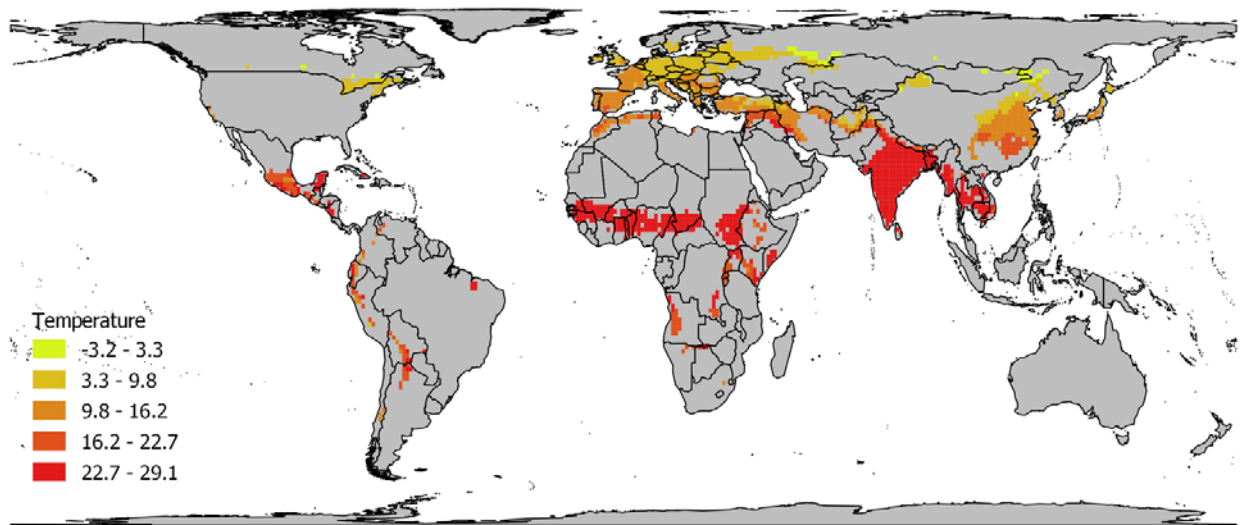 Temperature
-3.2 - 3.3
3.3 - 9.8
9.8 - 16.2
16.2 - 22.7
22.7 - 29.1